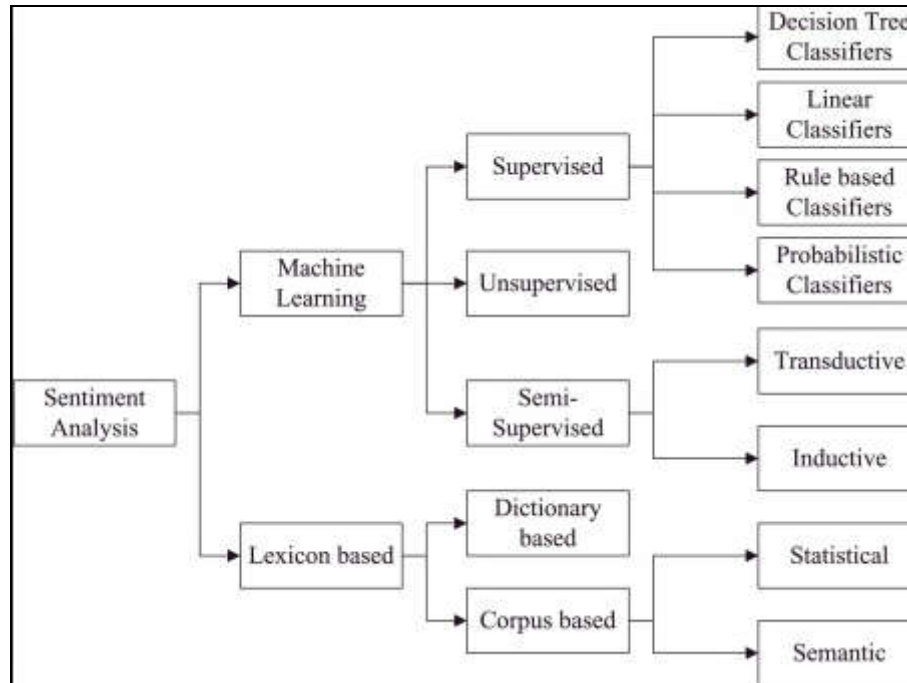 Decision Tree
Classifiers
Linear
Classifiers
Supervised
Rule based
Classifiers
Machine
Learning
Unsupervised
Probabilistic
Classifiers
Transductive
Sentiment
Analysis
Semi-
Supervised
Inductive
Dictionary
based
Lexicon based
Statistical
Corpus based
Semantic